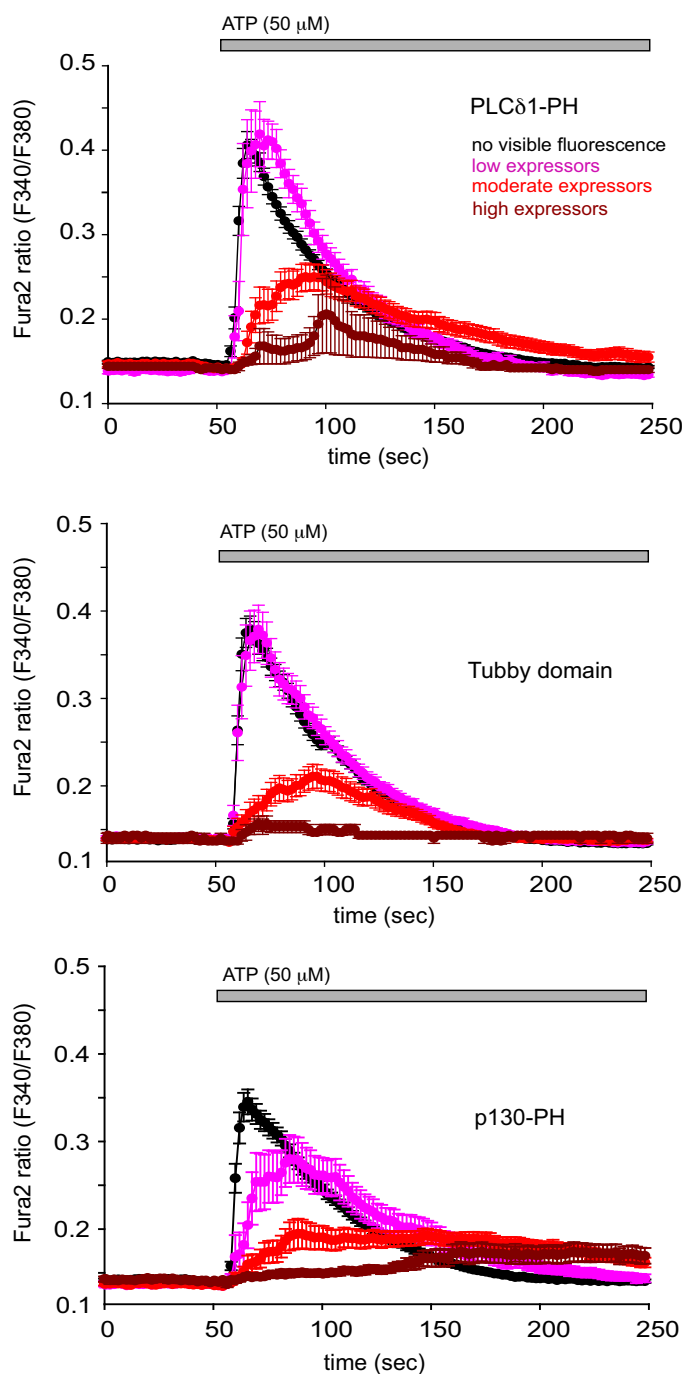 ATP (50 μM)
0.5
0.4
0.3
0.2
0.1
Fura2 ratio (F340/F380)
PLCδ1-PH
no visible fluorescence
low expressors
moderate expressors
high expressors
0 50 100 150 200 250
time (sec)
0.5
0.4
0.3
0.2
0.1
Fura2 ratio (F340/F380)
ATP (50 μM)
Tubby domain
0 50 100 150 200 250
time (sec)
0.5
0.4
0.3
0.2
0.1
Fura2 ratio (F340/F380)
ATP (50 μM)
p130-PH
0 50 100 150 200 250
time (sec)